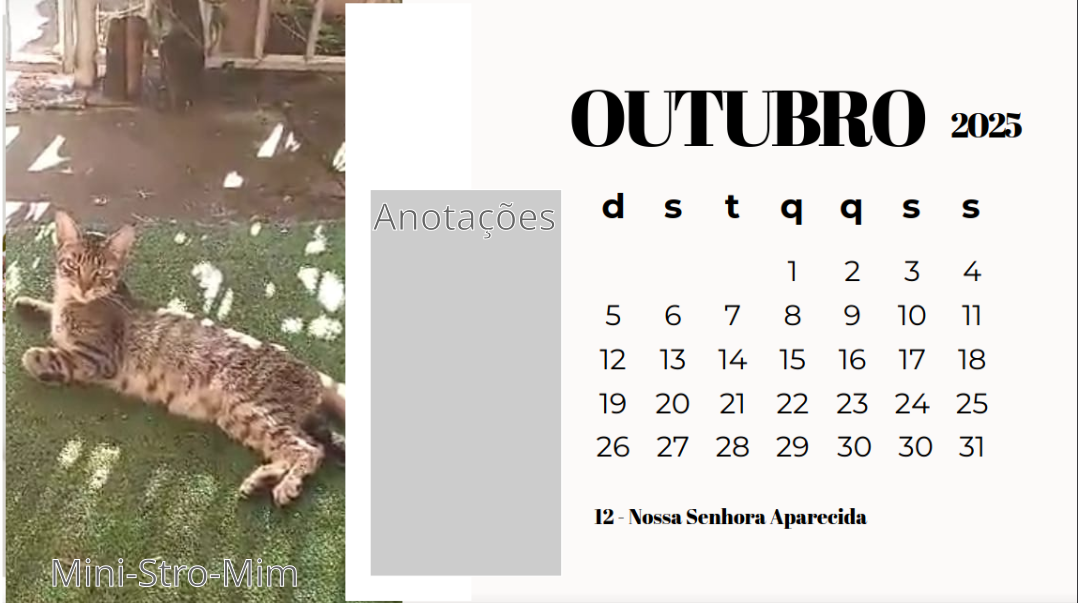 OUTUBRO 2025
Anotações
d s t q q s s
1 2 3 4
5 6 7 8 9 10 11
12 13 14 15 16 17 18
19 20 21 22 23 24 25
26 27 28 29 30 30 31
12 - Nossa Senhora Aparecida
Mini-Stro-Mim